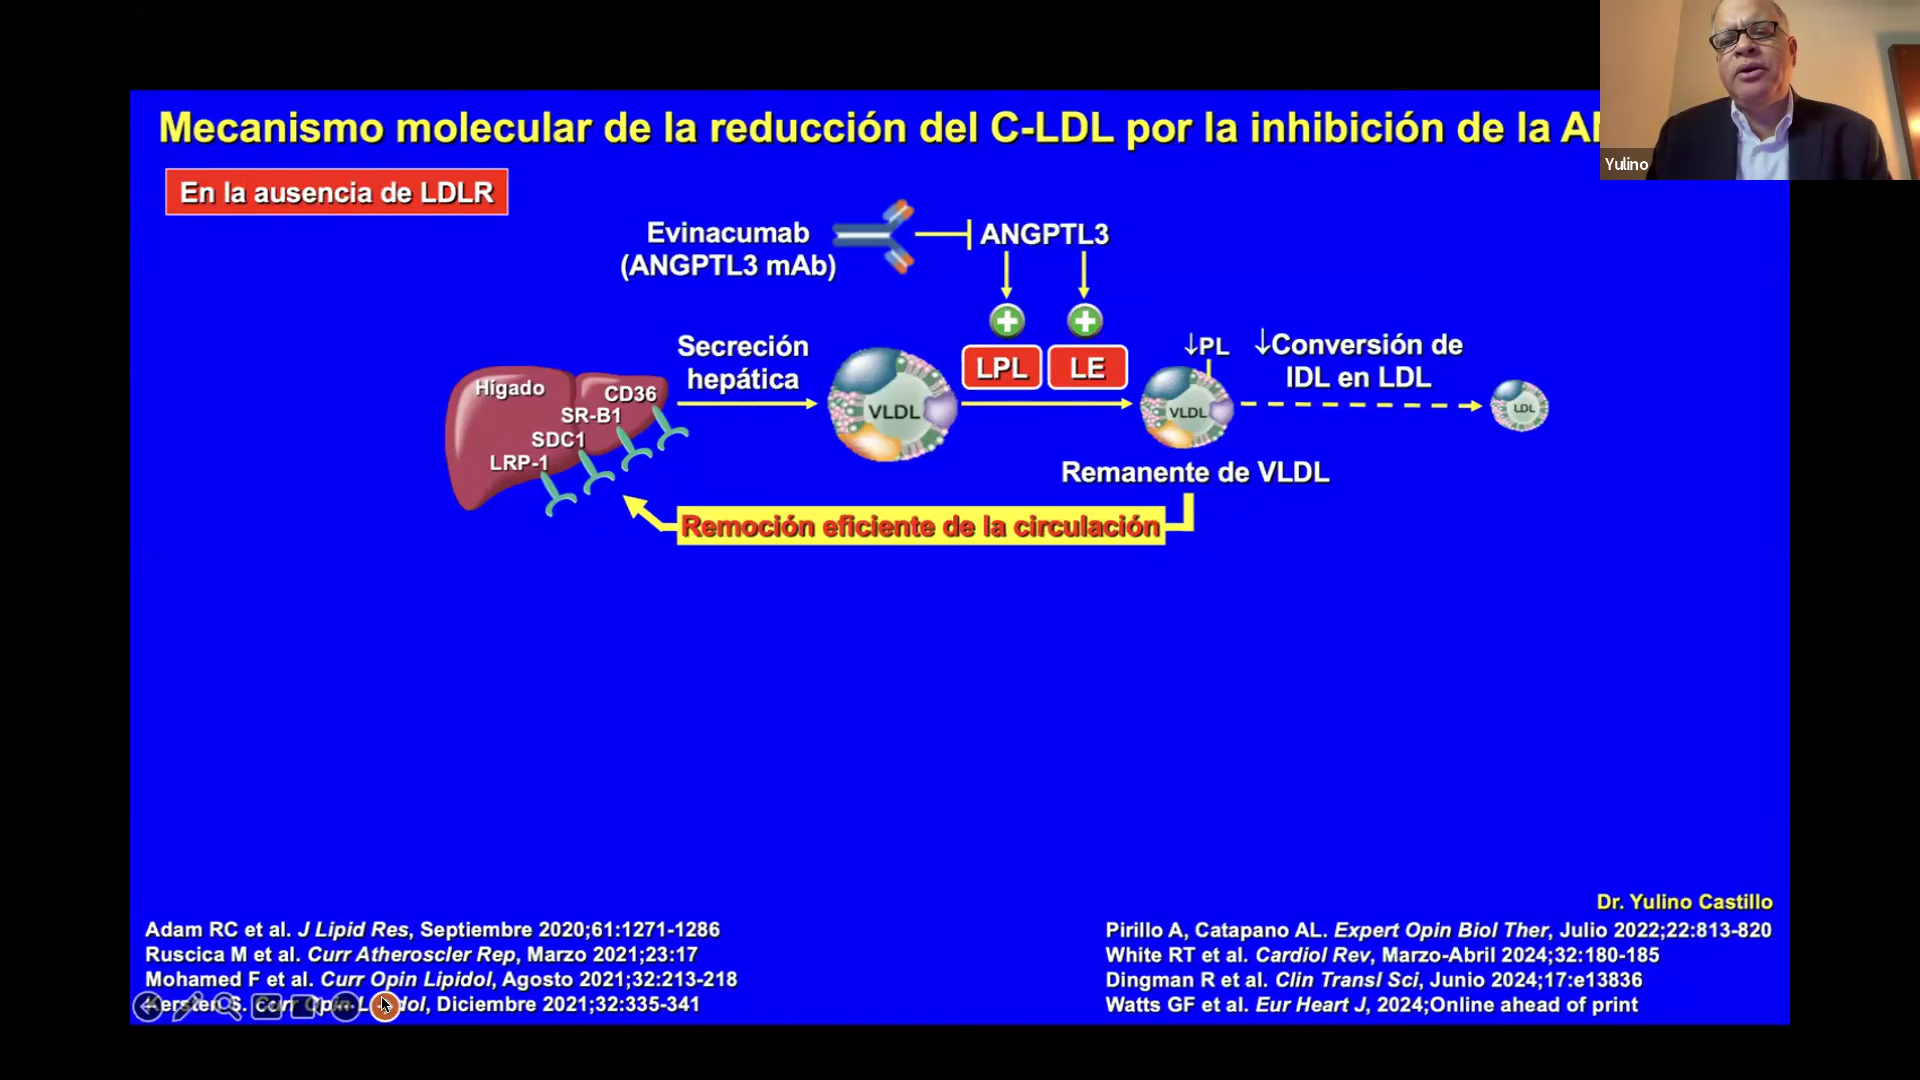 Mecanismo molecular de la reducción del C-LDL por la inhibición de la
Yulino
En la ausencia de LDLR
Evinacumab
(ANGPTL3 mAb)
ANGPTL3
LPL
LE
Secreción
hepática
↓PL
↓Conversión de
IDL en LDL
Hígado
CD36
SR-B1
SDC1
LRP-1
VLDL
VLDL
LDL
Remanente de VLDL
Remoción eficiente de la circulación
Dr. Yulino Castillo
Adam RC et al. J Lipid Res, Septiembre 2020;61:1271-1286
Ruscica M et al. Curr Atheroscler Rep, Marzo 2021;23:17
Mohamed F et al. Curr Opin Lipidol, Agosto 2021;32:213-218
S. Curr Opin Diciembre 2021;32:335-341
Pirillo A, Catapano AL. Expert Opin Biol Ther, Julio 2022;22:813-820
White RT et al. Cardiol Rev, Marzo-Abril 2024;32:180-185
Dingman R et al. Clin Transl Sci, Junio 2024;17:e13836
Watts GF et al. Eur Heart J, 2024;Online ahead of print